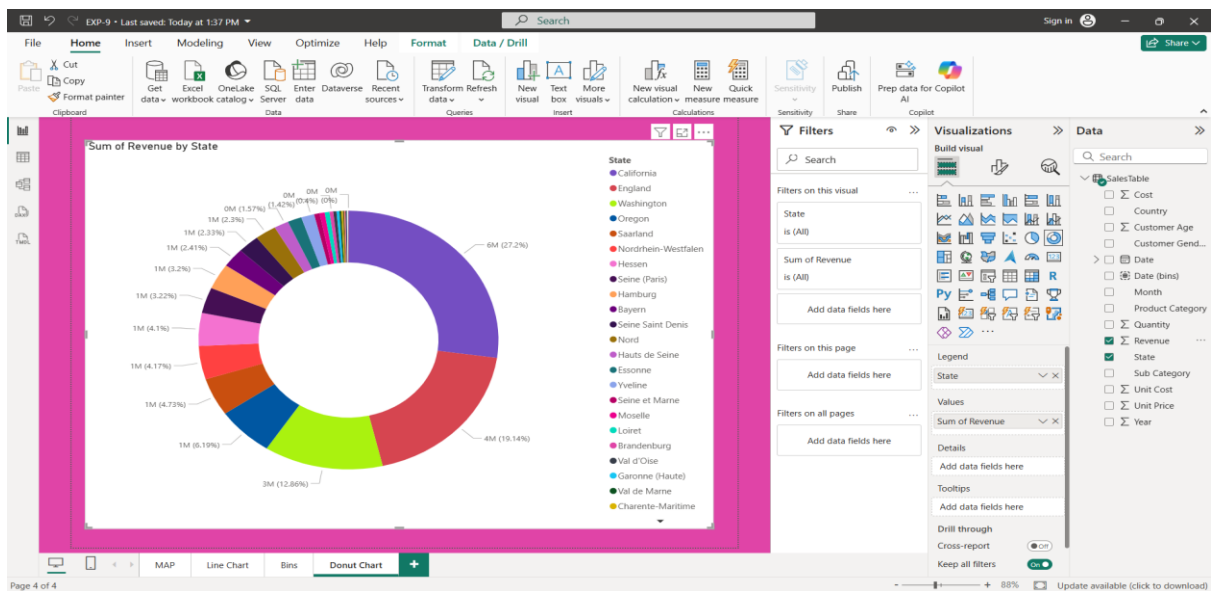 EXP-9 • Last saved: Today at 1:37 PM
Search
Sign in
File Home Insert Modeling View Optimize Help Format Data / Drill
Share
Paste
Cut
Copy
Format painter
Clipboard
Get data
Excel workbook
OneLake catalog
SQL Server
Enter data
Dataverse
Recent sources
Data
Transform data
Refresh
Queries
New visual
Text box
More visuals
Insert
New visual calculation
New measure
Quick measure
Calculations
Sensitivity
Sensitivity
Publish
Share
Prep data for AI
Copilot
Copilot
Sum of Revenue by State
6M (27.2%)
4M (19.14%)
3M (12.86%)
1M (6.19%)
1M (4.73%)
1M (4.17%)
1M (4.1%)
1M (3.22%)
1M (3.2%)
1M (2.41%)
1M (2.33%)
1M (2.3%)
0M (1.57%)
0M (1.42%)
0M (0.4%)
0M (0%)
State
California
England
Washington
Oregon
Saarland
Nordrhein-Westfalen
Hessen
Seine (Paris)
Hamburg
Bayern
Seine Saint Denis
Nord
Hauts de Seine
Essonne
Yveline
Seine et Marne
Moselle
Loiret
Brandenburg
Val d'Oise
Garonne (Haute)
Val de Marne
Charente-Maritime
Filters
Search
Filters on this visual
State
is (All)
Sum of Revenue
is (All)
Add data fields here
Filters on this page
Add data fields here
Filters on all pages
Add data fields here
Visualizations
Build visual
R
Py
Legend
State
Values
Sum of Revenue
Details
Add data fields here
Tooltips
Add data fields here
Drill through
Cross-report
Off
Keep all filters
On
Data
Search
SalesTable
Cost
Country
Customer Age
Customer Gend...
Date
Date (bins)
Month
Product Category
Quantity
Revenue
State
Sub Category
Unit Cost
Unit Price
Year
MAP
Line Chart
Bins
Donut Chart
Page 4 of 4
88%
Update available (click to download)